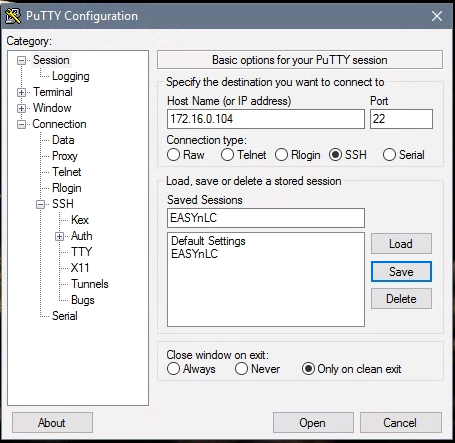 PuTTY Configuration
Category:
Session
Logging
Terminal
Window
Connection
Data
Proxy
Telnet
Rlogin
SSH
Kex
Auth
TTY
X11
Tunnels
Bugs
Serial
Basic options for your PuTTY session
Specify the destination you want to connect to
Host Name (or IP address) Port
172.16.0.104 22
Connection type:
Raw Telnet Rlogin SSH Serial
Load, save or delete a stored session
Saved Sessions
EASYnLC
Default Settings
EASYnLC
Load
Save
Delete
Close window on exit:
Always Never Only on clean exit
About Open Cancel